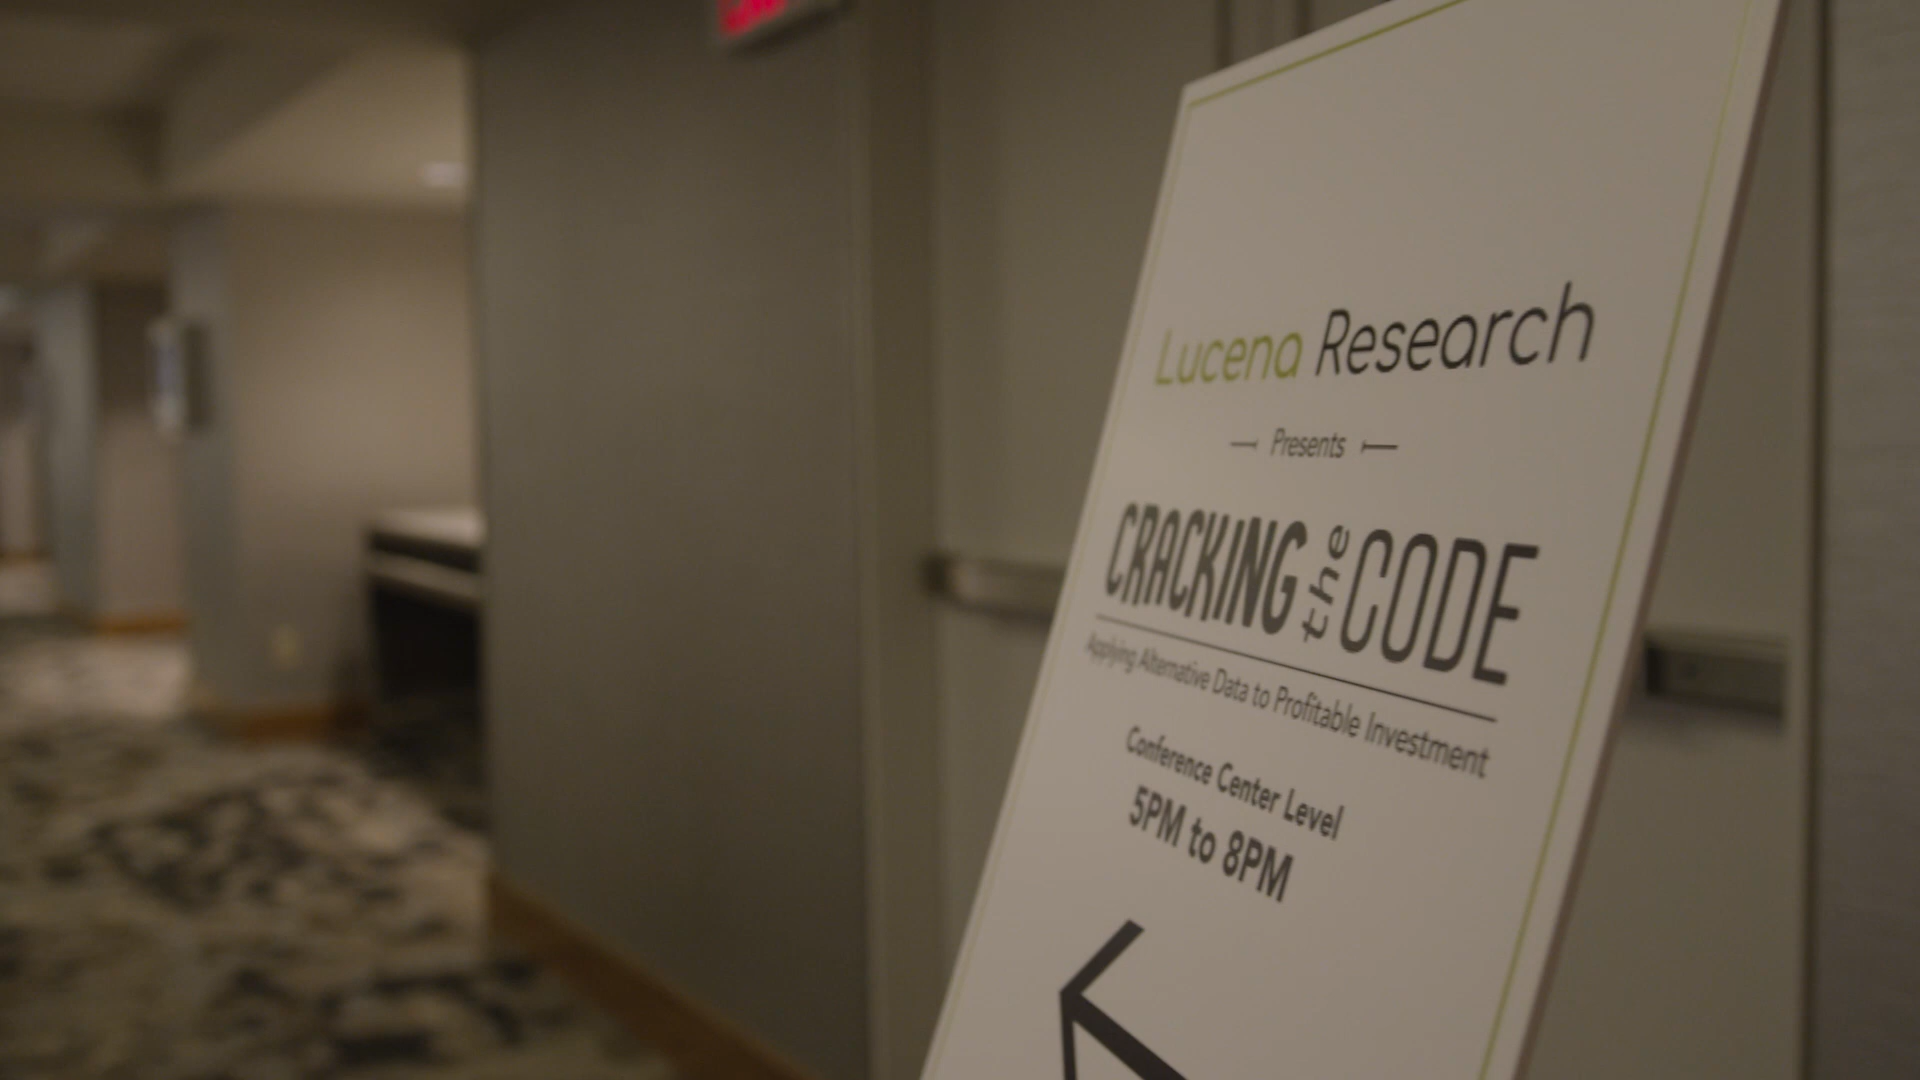 Lucena Research
Presents
CRACKING the CODE
Applying Alternative Data to Profitable Investment
Conference Center Level
5PM to 8PM